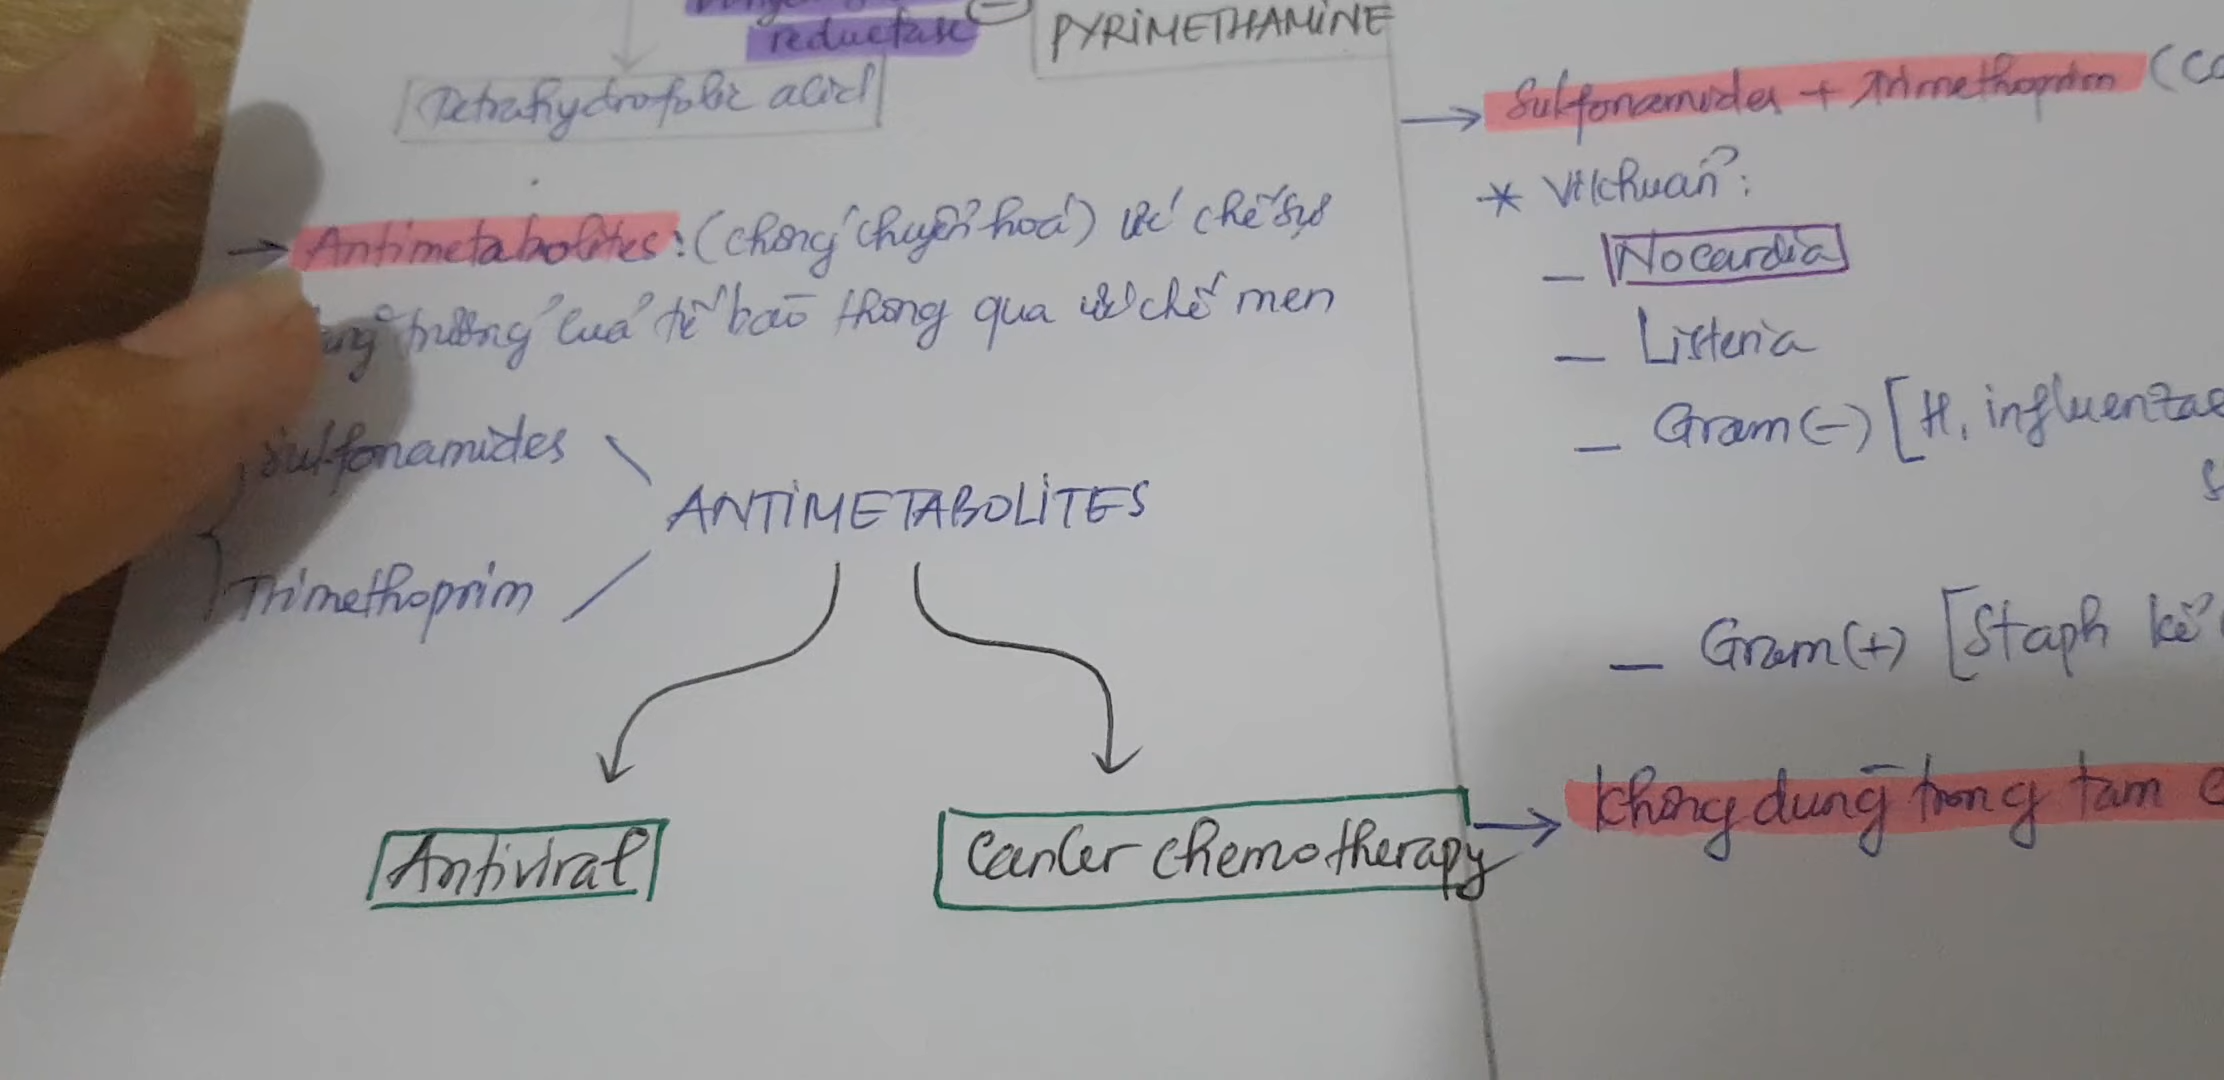 reductase
PYRIMETHAMINE
Tetrahydrofolic acid
→ Antimetabolites: (chống chuyển hoá) ức chế sự
trưởng của tế bào thông qua ức chế men
Sulfonamides
ANTIMETABOLITES
Trimethoprim
Antiviral
Cancer chemotherapy
→ Sulfonamides + Trimethoprim (Co
* Vi khuẩn:
– Nocardia
– Listeria
– Gram (–) [H. influenzae
– Gram (+) [Staph kể
→ không dùng trong tam c